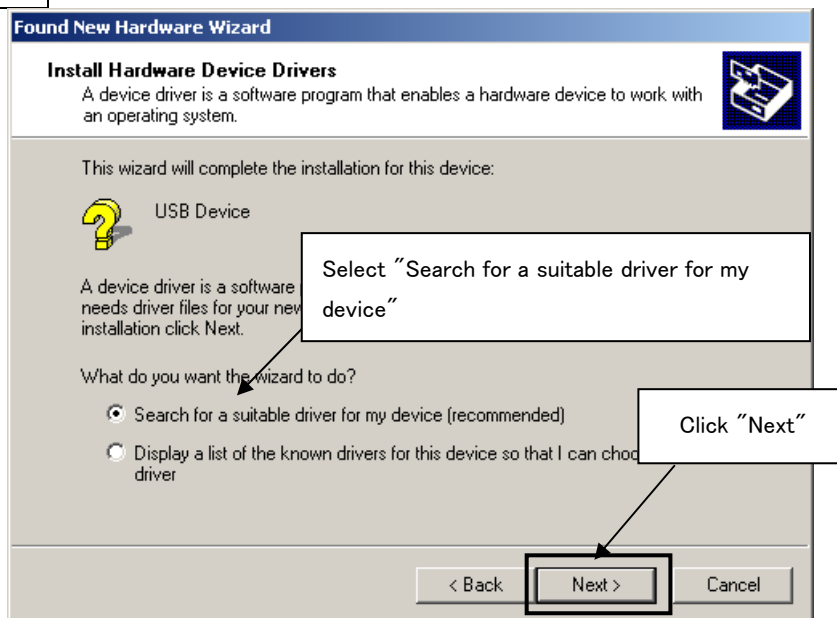 Found New Hardware Wizard
Install Hardware Device Drivers
A device driver is a software program that enables a hardware device to work with
an operating system.
This wizard will complete the installation for this device:
USB Device
Select "Search for a suitable driver for my
device"
A device driver is a software
needs driver files for your new
installation click Next.
What do you want the wizard to do?
Search for a suitable driver for my device (recommended)
Click "Next"
Display a list of the known drivers for this device so that I can
driver
< Back
Next >
Cancel